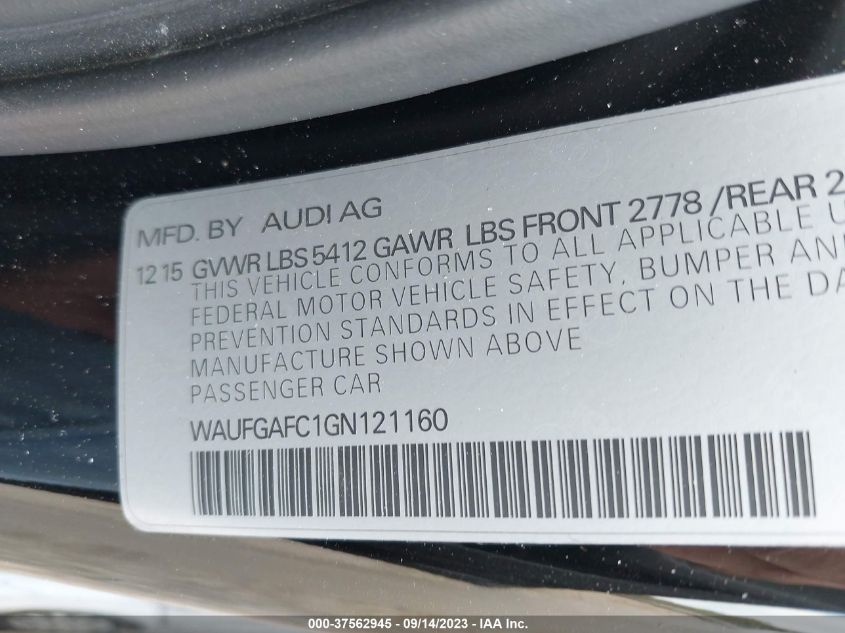 MFD. BY AUDI AG
12 15 GVWR LBS 5412 GAWR LBS FRONT 2778 /REAR 2
THIS VEHICLE CONFORMS TO ALL APPLICABLE U
FEDERAL MOTOR VEHICLE SAFETY, BUMPER AN
PREVENTION STANDARDS IN EFFECT ON THE DA
MANUFACTURE SHOWN ABOVE
PASSENGER CAR
WAUFGAFC1GN121160
000-37562945 - 09/14/2023 - IAA Inc.